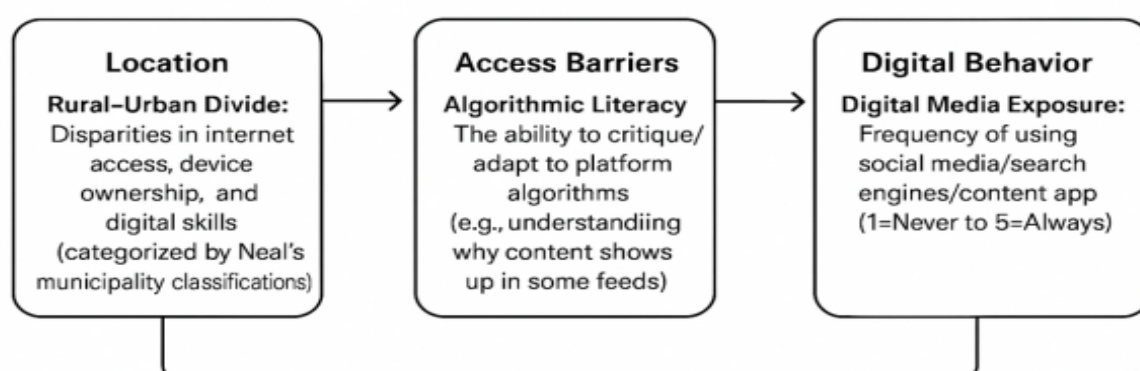 Location
Rural–Urban Divide:
Disparities in internet
access, device
ownership, and
digital skills
(categorized by Neal's
municipality classifications)
Access Barriers
Algorithmic Literacy
The ability to critique/
adapt to platform
algorithms
(e.g., understandiing
why content shows
up in some feeds)
Digital Behavior
Digital Media Exposure:
Frequency of using
social media/search
engines/content app
(1=Never to 5=Always)